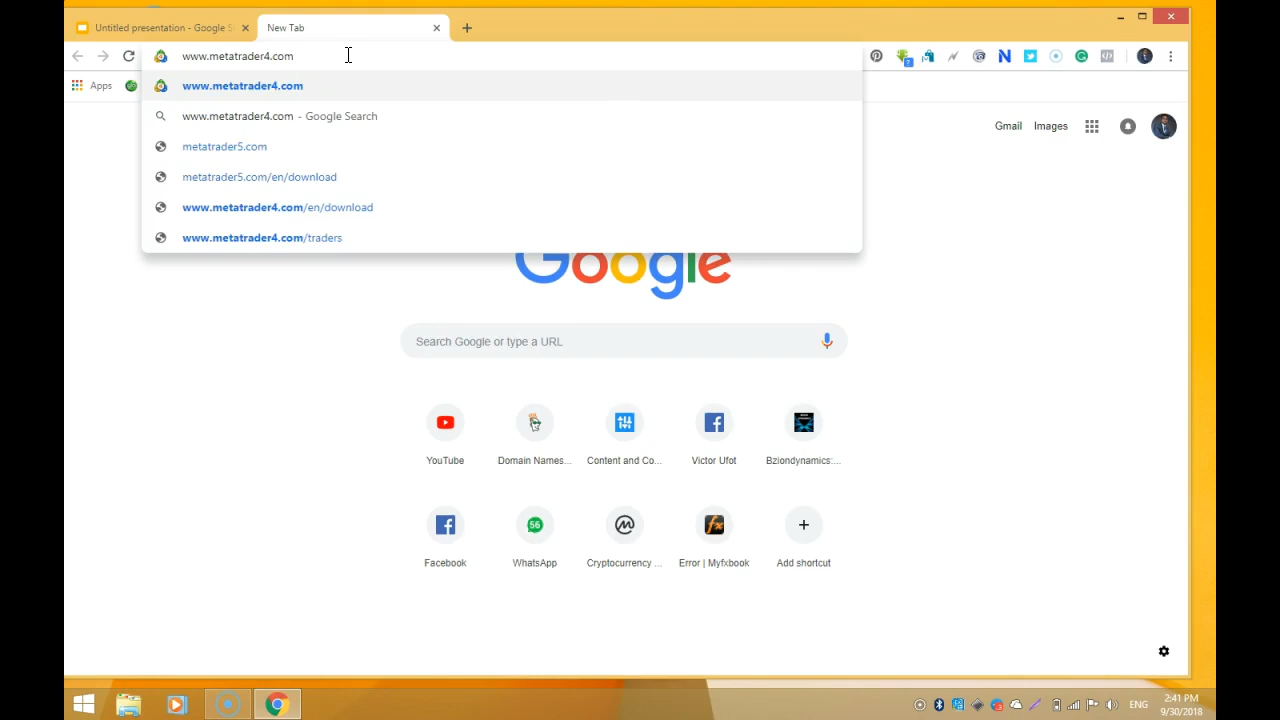 Untitled presentation - Google S
New Tab
www.metatrader4.com
Apps
www.metatrader4.com
www.metatrader4.com - Google Search
metatrader5.com
metatrader5.com/en/download
www.metatrader4.com/en/download
www.metatrader4.com/traders
Gmail Images
Google
Search Google or type a URL
YouTube Domain Names... Content and Co... Victor Ufot Bziondynamics:...
56
Facebook WhatsApp Cryptocurrency ... Error | Myfxbook Add shortcut
ENG
2:41 PM
9/30/2018